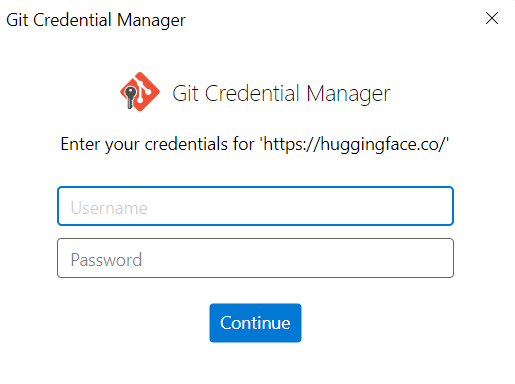 Git Credential Manager
Git Credential Manager
Enter your credentials for 'https://huggingface.co/'
Username
Password
Continue